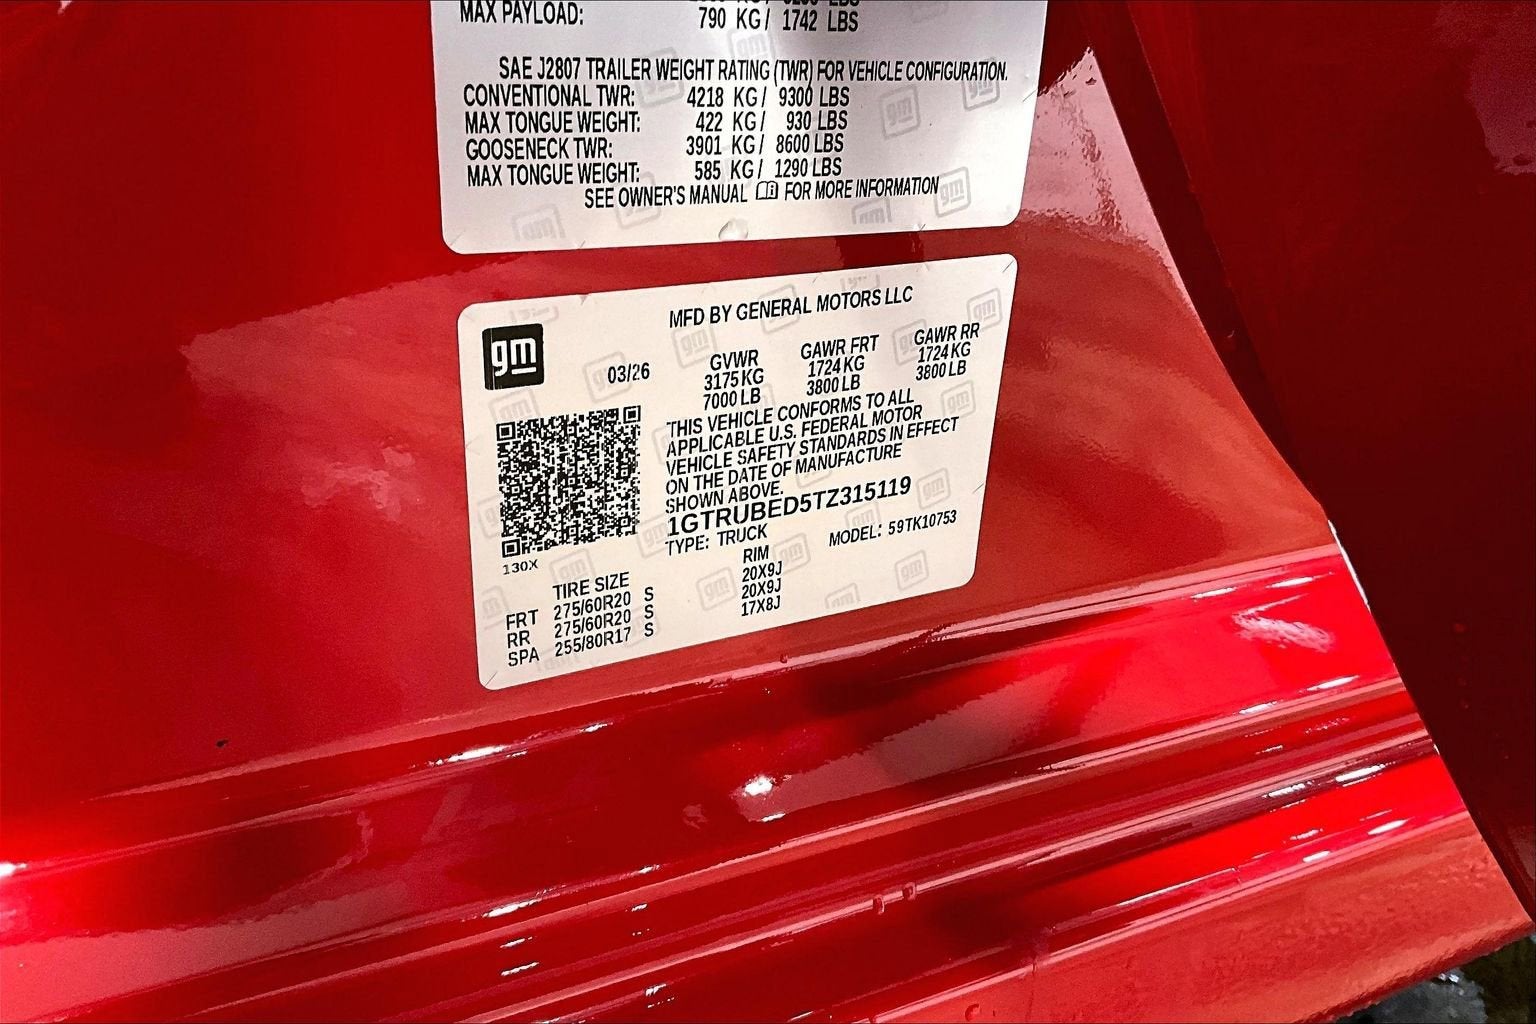 MAX PAYLOAD: 790 KG/ 1742 LBS
SAE J2807 TRAILER WEIGHT RATING (TWR) FOR VEHICLE CONFIGURATION.
CONVENTIONAL TWR: 4218 KG/ 9300 LBS
MAX TONGUE WEIGHT: 422 KG/ 930 LBS
GOOSENECK TWR: 3901 KG/ 8600 LBS
MAX TONGUE WEIGHT: 585 KG/ 1290 LBS
SEE OWNER'S MANUAL FOR MORE INFORMATION
MFD BY GENERAL MOTORS LLC
gm
03/26
GVWR GAWR FRT GAWR RR
3175 KG 1724 KG 1724 KG
7000 LB 3800 LB 3800 LB
THIS VEHICLE CONFORMS TO ALL
APPLICABLE U.S. FEDERAL MOTOR
VEHICLE SAFETY STANDARDS IN EFFECT
ON THE DATE OF MANUFACTURE
SHOWN ABOVE.
1GTRUBED5TZ315119
TYPE: TRUCK MODEL: 59TK10753
130X
TIRE SIZE RIM
FRT 275/60R20 S 20X9J
RR 275/60R20 S 20X9J
SPA 255/80R17 S 17X8J